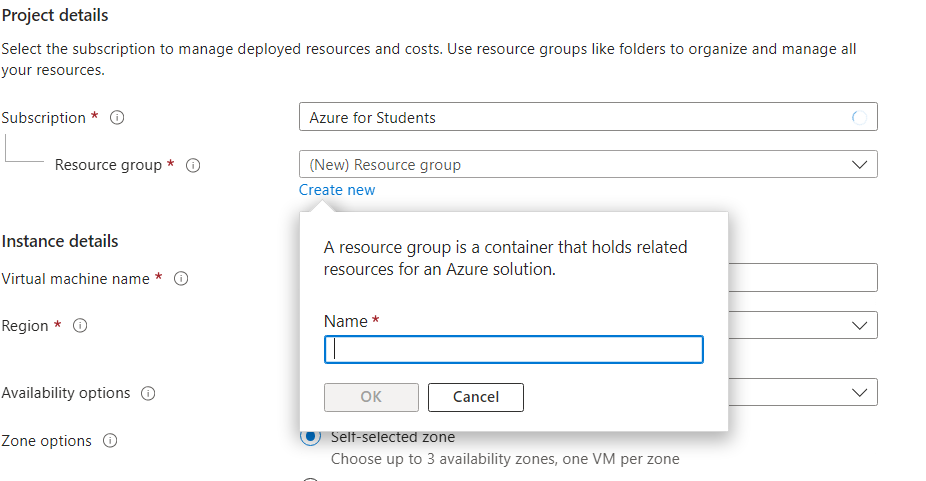 Project details
Select the subscription to manage deployed resources and costs. Use resource groups like folders to organize and manage all
your resources.
Subscription *
Azure for Students
Resource group *
(New) Resource group
Create new
A resource group is a container that holds related
resources for an Azure solution.
Name *
OK
Cancel
Instance details
Virtual machine name *
Region *
Availability options
Zone options
Self-selected zone
Choose up to 3 availability zones, one VM per zone